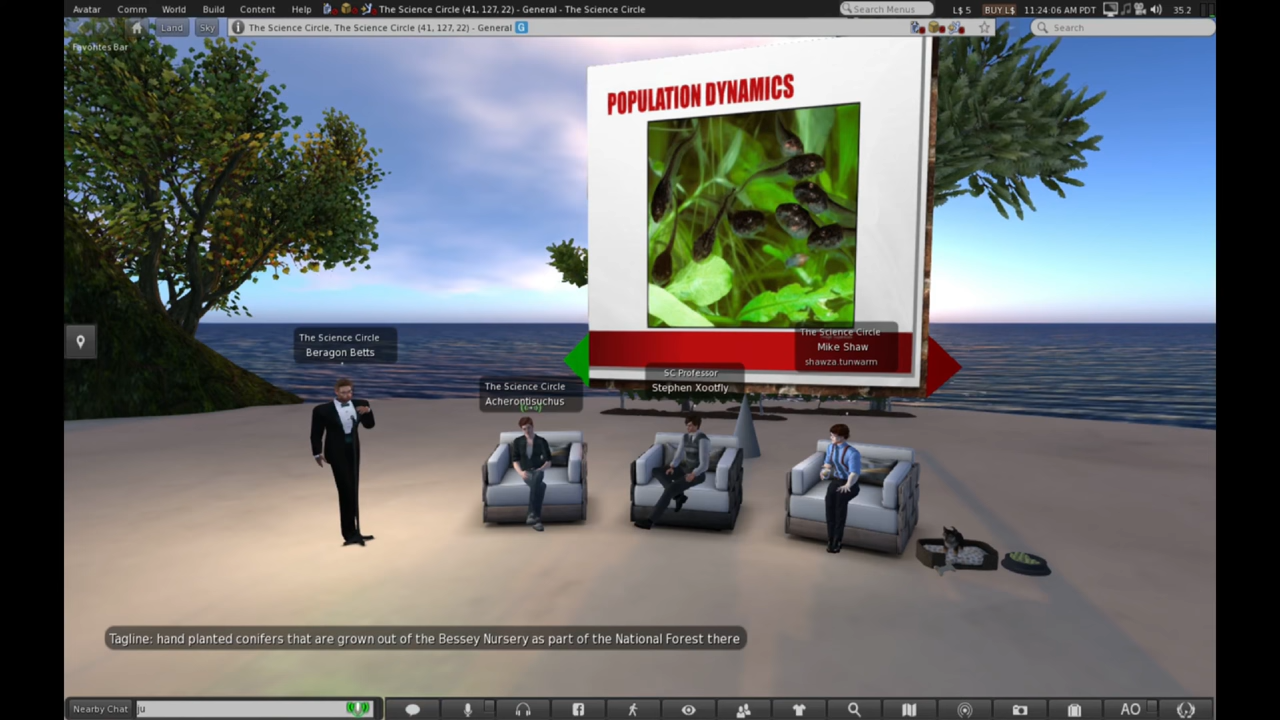 Avatar Comm World Build Content Help The Science Circle (41, 127, 22) - General - The Science Circle Search Menus L$ 5 BUY L$ 11:24:06 AM PDT 35.2
Land Sky The Science Circle, The Science Circle (41, 127, 22) - General G Search
Favorites Bar
POPULATION DYNAMICS
The Science Circle
Beragon Betts
The Science Circle
Acherontisuchus
SC Professor
Stephen Xootfly
The Science Circle
Mike Shaw
shawza.tunwarm
Tagline: hand planted conifers that are grown out of the Bessey Nursery as part of the National Forest there
Nearby Chat ju AO